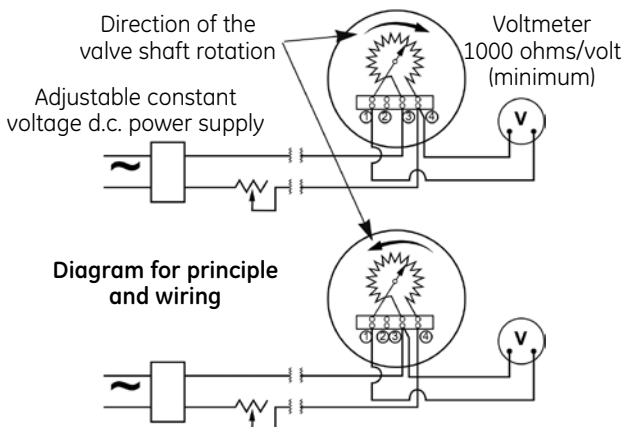 Direction of the
valve shaft rotation
Voltmeter
1000 ohms/volt
(minimum)
Adjustable constant
voltage d.c. power supply
① ② ③ ④
V
~
Diagram for principle
and wiring
① ② ③ ④
V
~